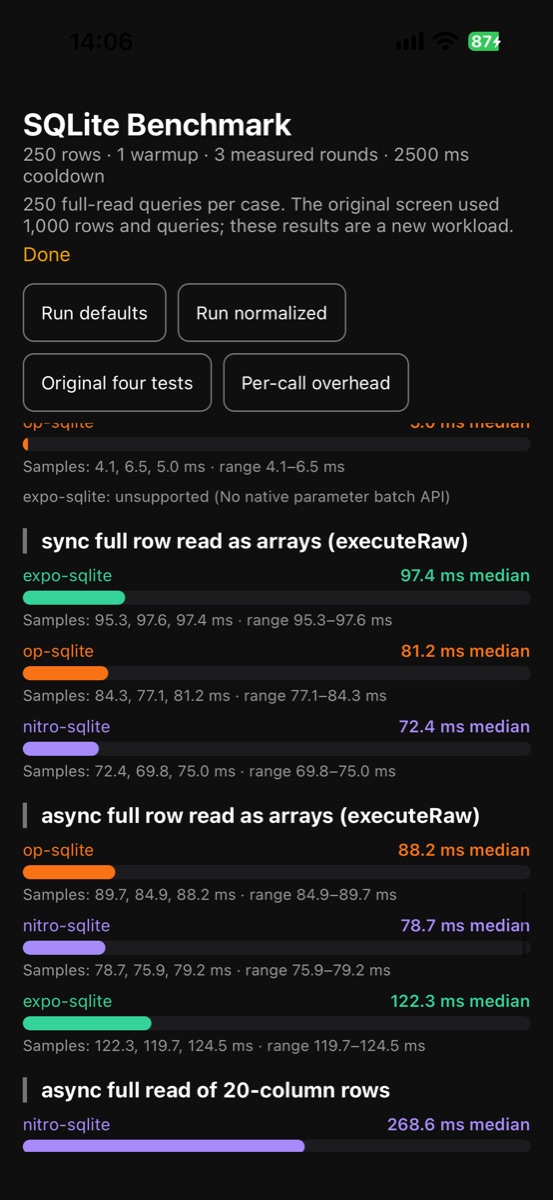 14:06
87
SQLite Benchmark
250 rows · 1 warmup · 3 measured rounds · 2500 ms
cooldown
250 full-read queries per case. The original screen used
1,000 rows and queries; these results are a new workload.
Done
Run defaults
Run normalized
Original four tests
Per-call overhead
op-sqlite 5.0 ms median
Samples: 4.1, 6.5, 5.0 ms · range 4.1–6.5 ms
expo-sqlite: unsupported (No native parameter batch API)
sync full row read as arrays (executeRaw)
expo-sqlite 97.4 ms median
Samples: 95.3, 97.6, 97.4 ms · range 95.3–97.6 ms
op-sqlite 81.2 ms median
Samples: 84.3, 77.1, 81.2 ms · range 77.1–84.3 ms
nitro-sqlite 72.4 ms median
Samples: 72.4, 69.8, 75.0 ms · range 69.8–75.0 ms
async full row read as arrays (executeRaw)
op-sqlite 88.2 ms median
Samples: 89.7, 84.9, 88.2 ms · range 84.9–89.7 ms
nitro-sqlite 78.7 ms median
Samples: 78.7, 75.9, 79.2 ms · range 75.9–79.2 ms
expo-sqlite 122.3 ms median
Samples: 122.3, 119.7, 124.5 ms · range 119.7–124.5 ms
async full read of 20-column rows
nitro-sqlite 268.6 ms median